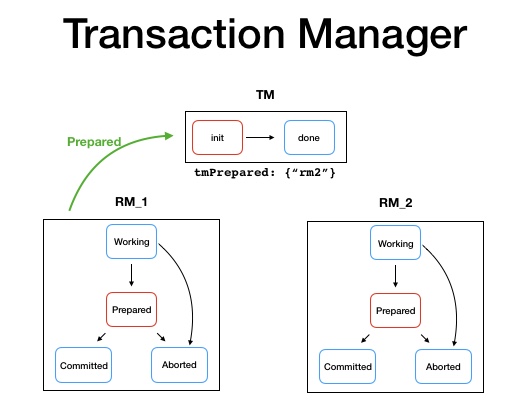 Transaction Manager
TM
init
done
Prepared
tmPrepared: {“rm2”}
RM_1
Working
Prepared
Committed
Aborted
RM_2
Working
Prepared
Committed
Aborted